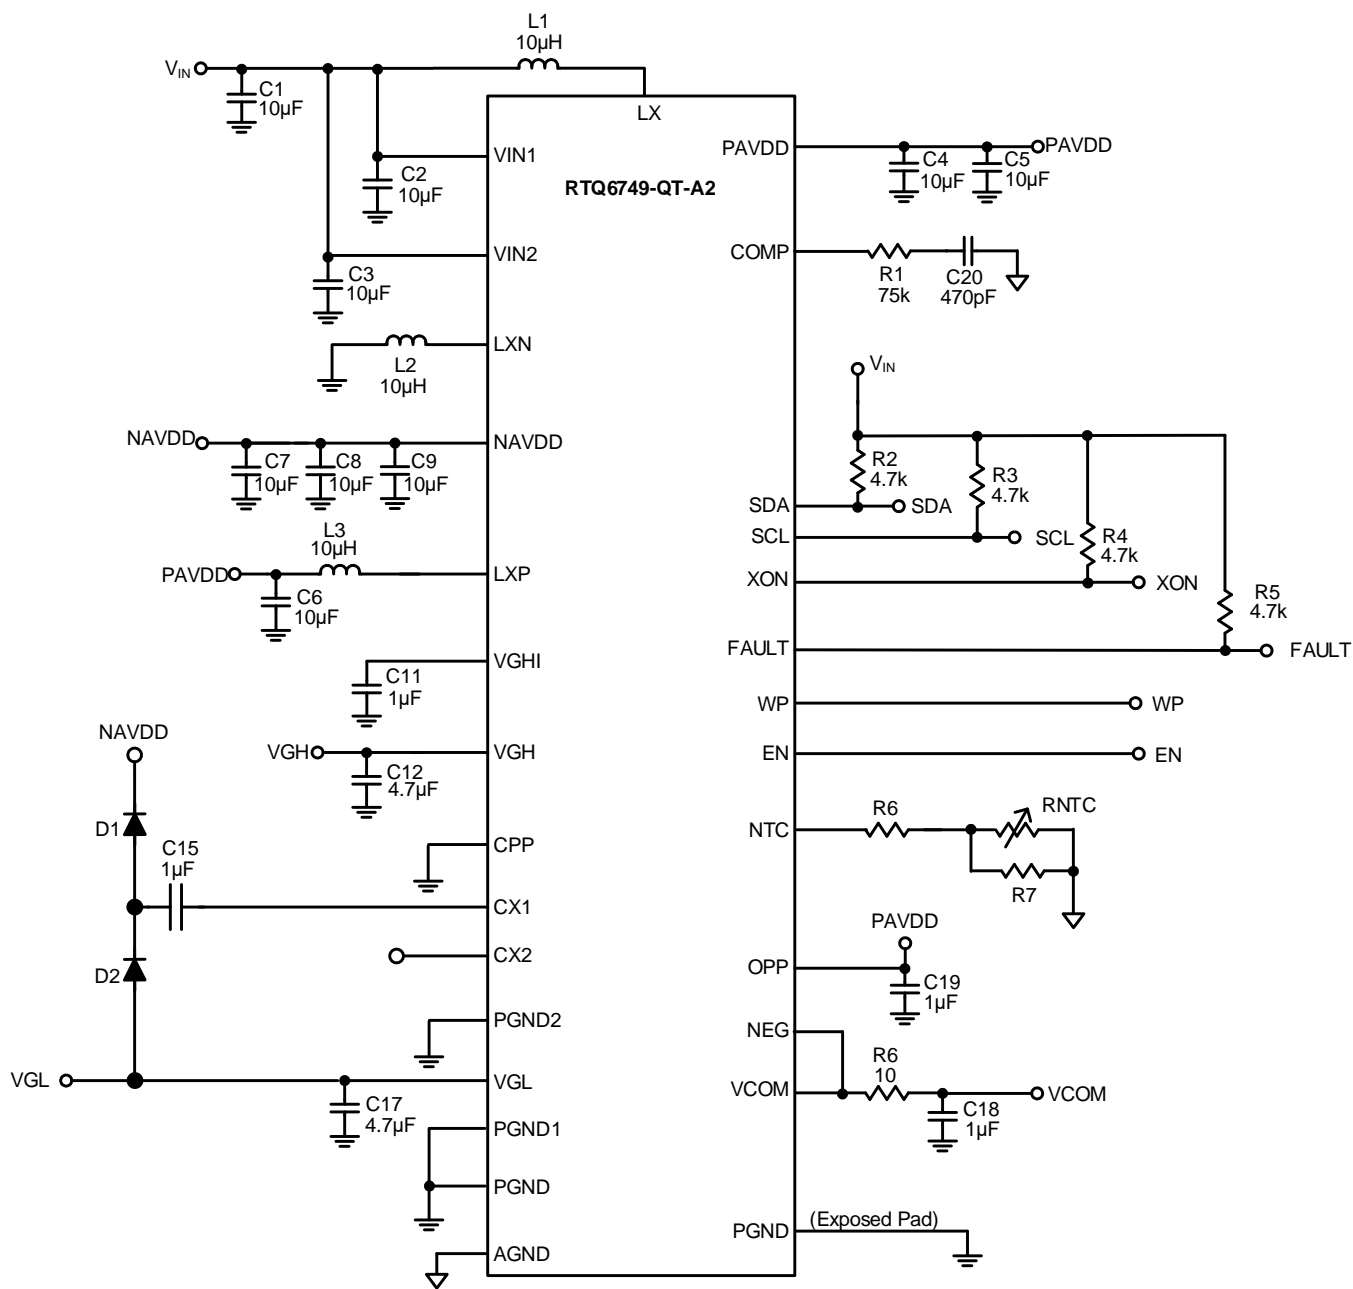 L1
10µH
VIN
C1
10µF
LX
VIN1
C2
10µF
VIN2
C3
10µF
LXN
L2
10µH
NAVDD
NAVDD
C7
10µF
C8
10µF
C9
10µF
L3
10µH
PAVDD
LXP
C6
10µF
VGHI
C11
1µF
VGH
VGH
C12
4.7µF
NAVDD
D1
C15
1µF
CPP
CX1
CX2
D2
PGND2
VGL
VGL
C17
4.7µF
PGND1
PGND
AGND
RTQ6749-QT-A2
PAVDD
PAVDD
C4
10µF
C5
10µF
COMP
R1
75k
C20
470pF
VIN
R2
4.7k
R3
4.7k
SDA
SDA
SCL
SCL
R4
4.7k
XON
XON
R5
4.7k
FAULT
FAULT
WP
WP
EN
EN
NTC
R6
RNTC
R7
PAVDD
OPP
C19
1µF
NEG
R6
10
VCOM
VCOM
C18
1µF
PGND
(Exposed Pad)